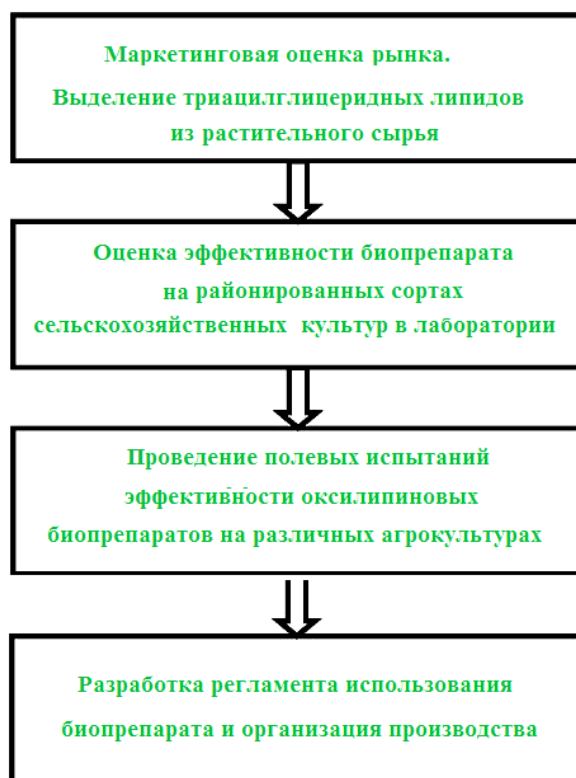 Маркетинговая оценка рынка.
Выделение триацилглицеридных липидов
из растительного сырья
Оценка эффективности биопрепарата
на районированных сортах
сельскохозяйственных культур в лаборатории
Проведение полевых испытаний
эффективности оксилипиновых
биопрепаратов на различных агрокультурах
Разработка регламента использования
биопрепарата и организация производства